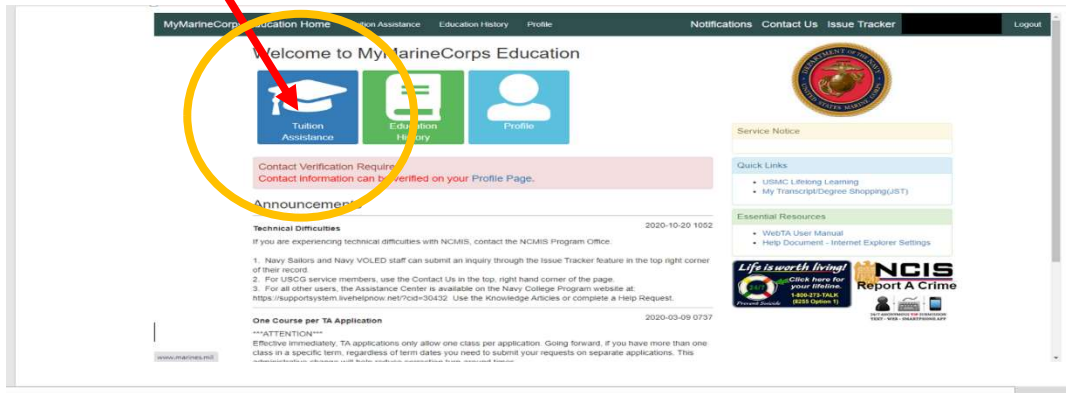 MyMarineCorps Education Home Tuition Assistance Education History Profile Notifications Contact Us Issue Tracker Logout
Welcome to MyMarineCorps Education
Tuition
Assistance
Education
History
Profile
Contact Verification Required
Contact Information can be verified on your Profile Page.
Announcements
Technical Difficulties 2020-10-20 1052
If you are experiencing technical difficulties with NCMIS, contact the NCMIS Program Office.
1. Navy Sailors and Navy VOLED staff can submit an inquiry through the Issue Tracker feature in the top right corner
of their record.
2. For USCG service members, use the Contact Us in the top, right hand corner of the page.
3. For all other users, the Assistance Center is available on the Navy College Program website at:
https://supportsystem.livehelpnow.net/?cid=30432 Use the Knowledge Articles or complete a Help Request.
One Course per TA Application 2020-03-09 0737
***ATTENTION***
Effective immediately, TA applications only allow one class per application. Going forward, if you have more than one
class in a specific term, regardless of term dates you need to submit your requests on separate applications. This
Service Notice
Quick Links
USMC Lifelong Learning
My Transcript/Degree Shopping(JST)
Essential Resources
WebTA User Manual
Help Document - Internet Explorer Settings
Life is worth living!
Click here for
your lifeline.
1-800-273-TALK
(8255 Option 1)
Prevent Suicide
NCIS
Report A Crime
TEXT - WEB - SMARTPHONE APP
www.marines.mil